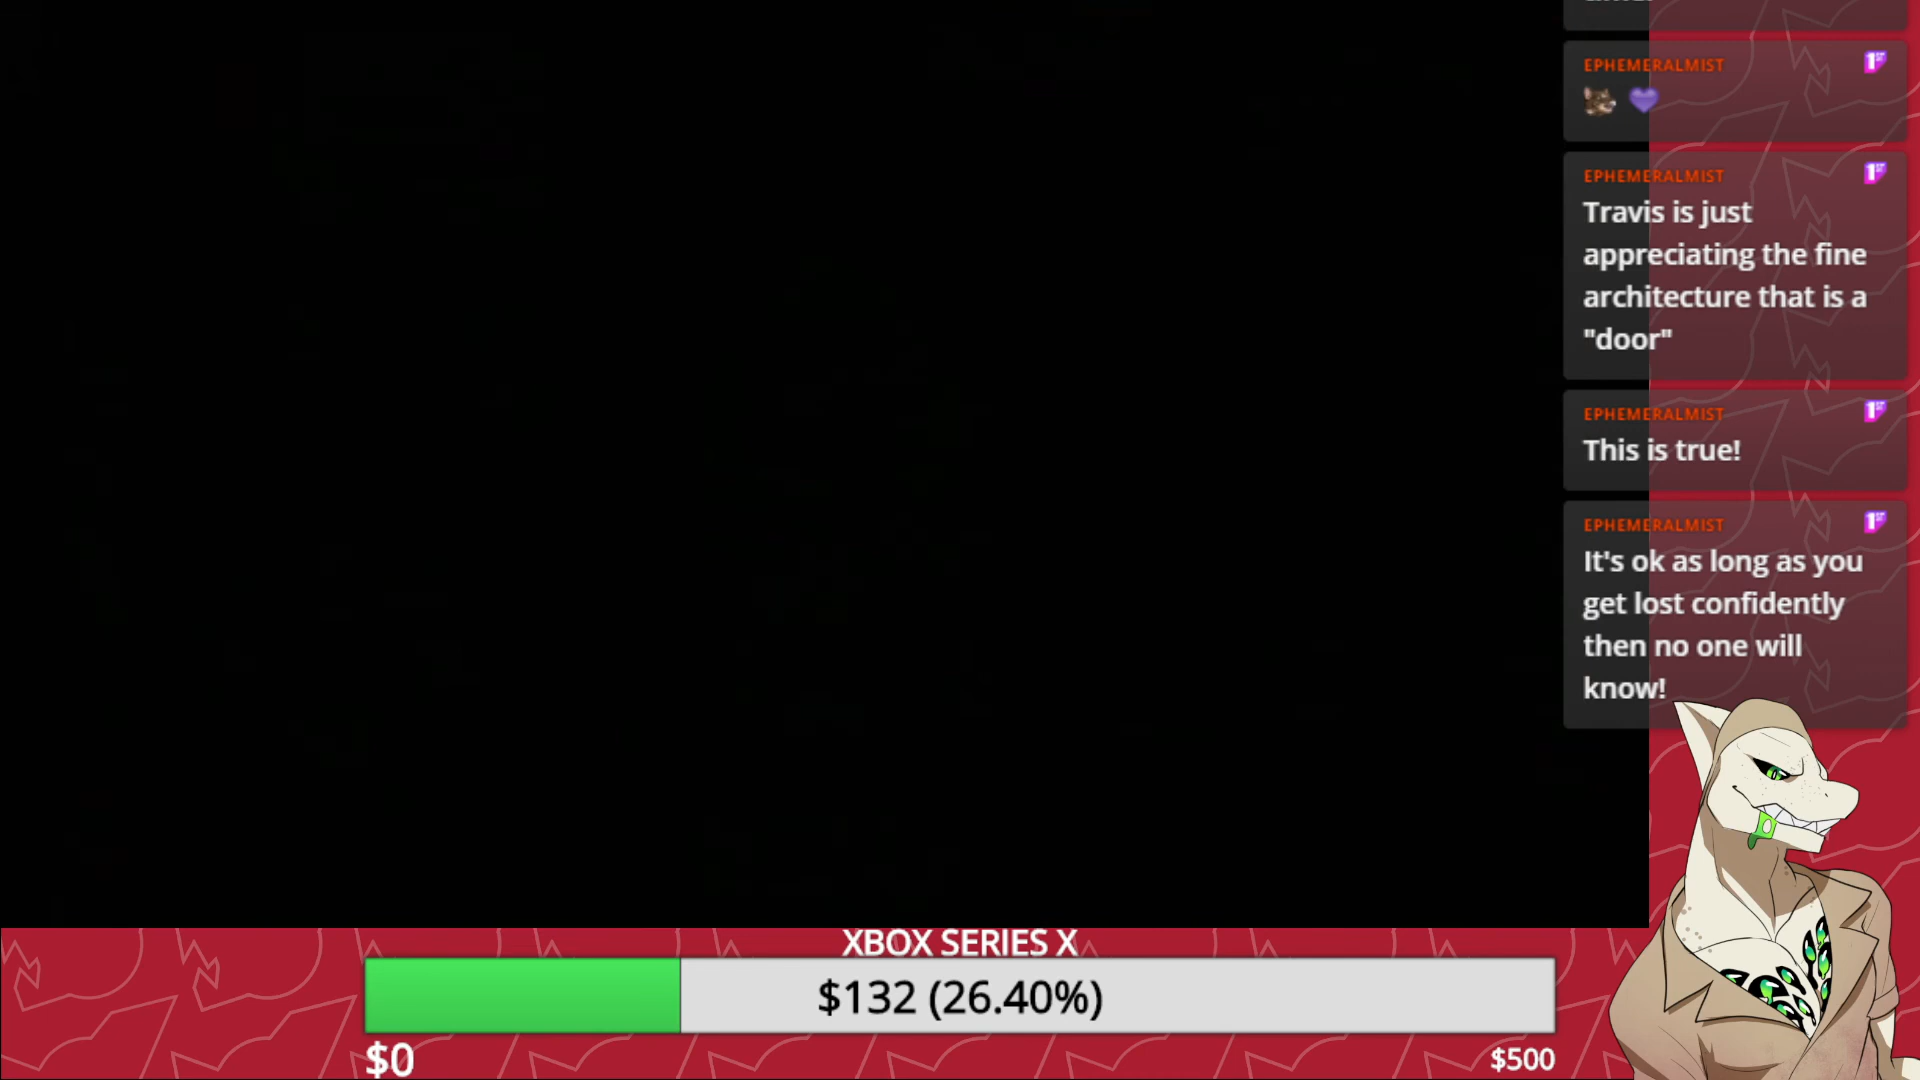 EPHEMERALMIST
EPHEMERALMIST
Travis is just
appreciating the fine
architecture that is a
"door"
EPHEMERALMIST
This is true!
EPHEMERALMIST
It's ok as long as you
get lost confidently
then no one will
know!
XBOX SERIES X
$132 (26.40%)
$0
$500